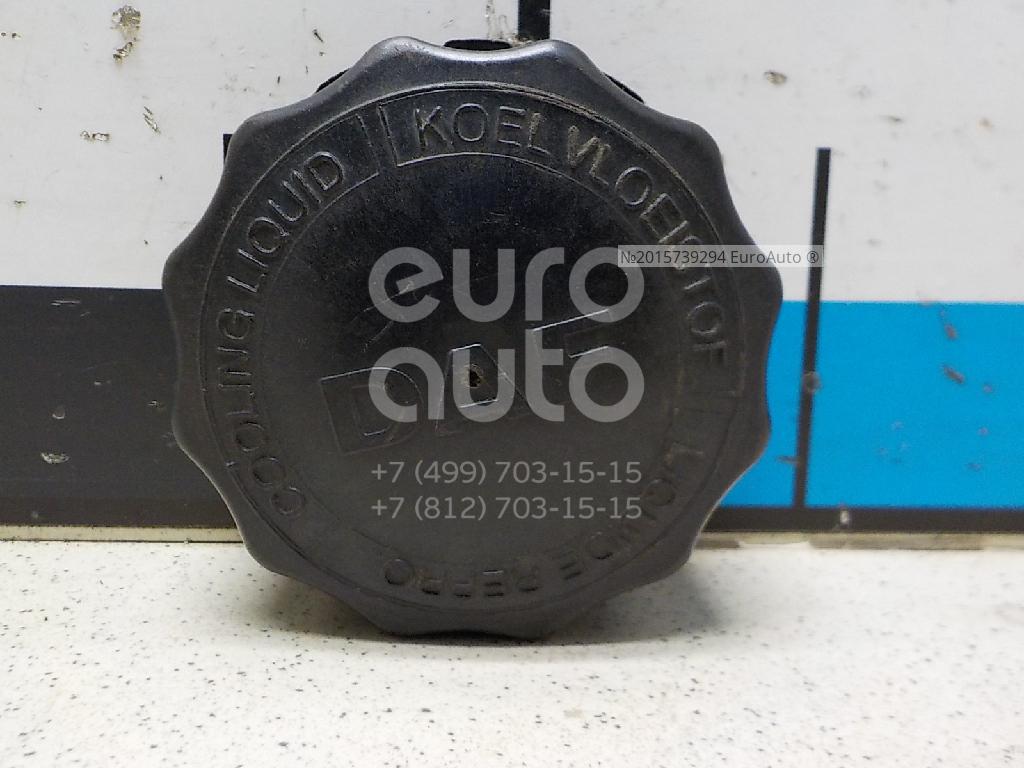 KOELVLOEISTOF
COOLING LIQUID
LIQUIDE REFRO.
DAF
№2015739294 EuroAuto ®
euro
auto
+7 (499) 703-15-15
+7 (812) 703-15-15